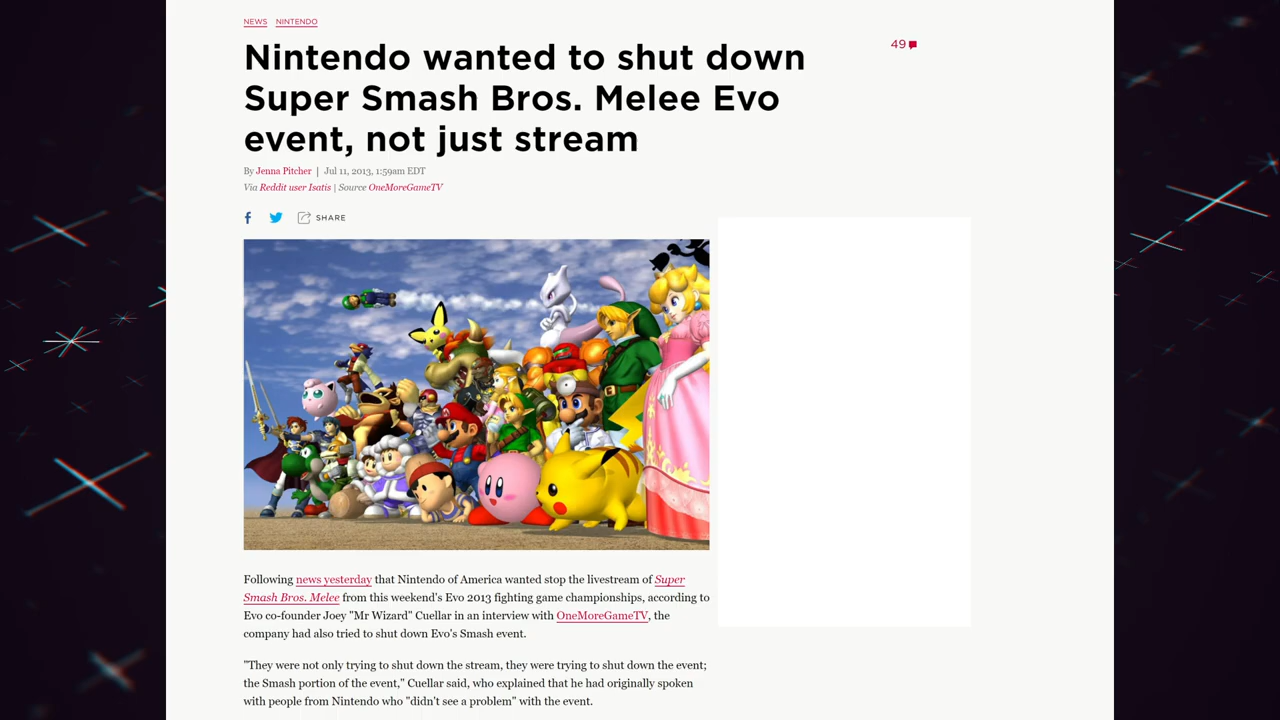 NEWS NINTENDO
49
Nintendo wanted to shut down
Super Smash Bros. Melee Evo
event, not just stream
By Jenna Pitcher | Jul 11, 2013, 1:59am EDT
Via Reddit user Isatis | Source OneMoreGameTV
SHARE
Following news yesterday that Nintendo of America wanted stop the livestream of Super
Smash Bros. Melee from this weekend's Evo 2013 fighting game championships, according to
Evo co-founder Joey "Mr Wizard" Cuellar in an interview with OneMoreGameTV, the
company had also tried to shut down Evo's Smash event.
"They were not only trying to shut down the stream, they were trying to shut down the event;
the Smash portion of the event," Cuellar said, who explained that he had originally spoken
with people from Nintendo who "didn't see a problem" with the event.